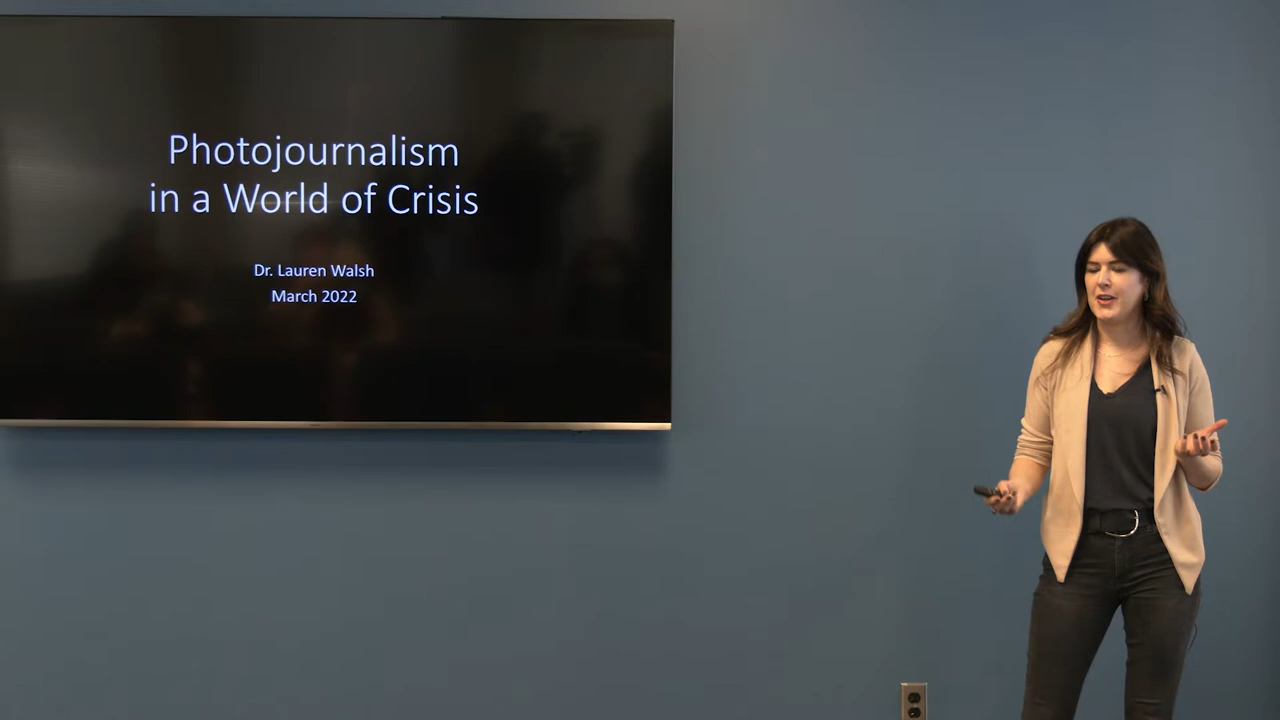 Photojournalism
in a World of Crisis
Dr. Lauren Walsh
March 2022